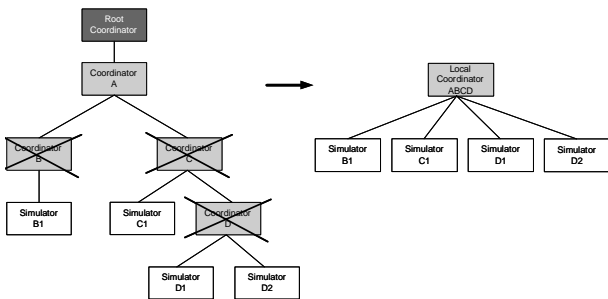 Root
Coordinator
Coordinator
A
Coordinator
B
Coordinator
C
Simulator
B1
Simulator
C1
Coordinator
D
Simulator
D1
Simulator
D2
Local
Coordinator
ABCD
Simulator
B1
Simulator
C1
Simulator
D1
Simulator
D2